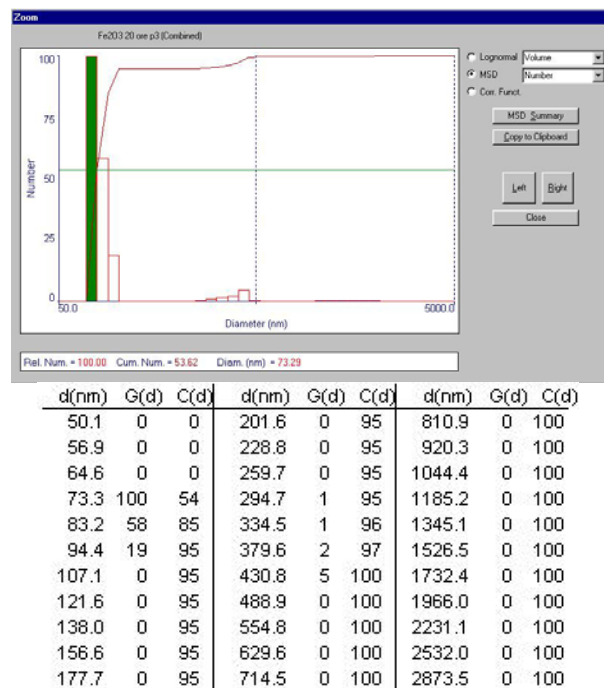 Zoom
Fe2O3 20 ore p3 (Combined)
100
75
50
25
0
Number
50.0
5000.0
Diameter (nm)
Lognormal
Volume
MSD
Number
Corr. Funct.
MSD Summary
Copy to Clipboard
Left
Right
Close
Rel. Num. = 100.00 Cum. Num. = 53.62 Diam. (nm) = 73.29
d(nm) G(d) C(d) d(nm) G(d) C(d) d(nm) G(d) C(d)
50.1 0 0 201.6 0 95 810.9 0 100
56.9 0 0 228.8 0 95 920.3 0 100
64.6 0 0 259.7 0 95 1044.4 0 100
73.3 100 54 294.7 1 95 1185.2 0 100
83.2 58 85 334.5 1 96 1345.1 0 100
94.4 19 95 379.6 2 97 1526.5 0 100
107.1 0 95 430.8 5 100 1732.4 0 100
121.6 0 95 488.9 0 100 1966.0 0 100
138.0 0 95 554.8 0 100 2231.1 0 100
156.6 0 95 629.6 0 100 2532.0 0 100
177.7 0 95 714.5 0 100 2873.5 0 100